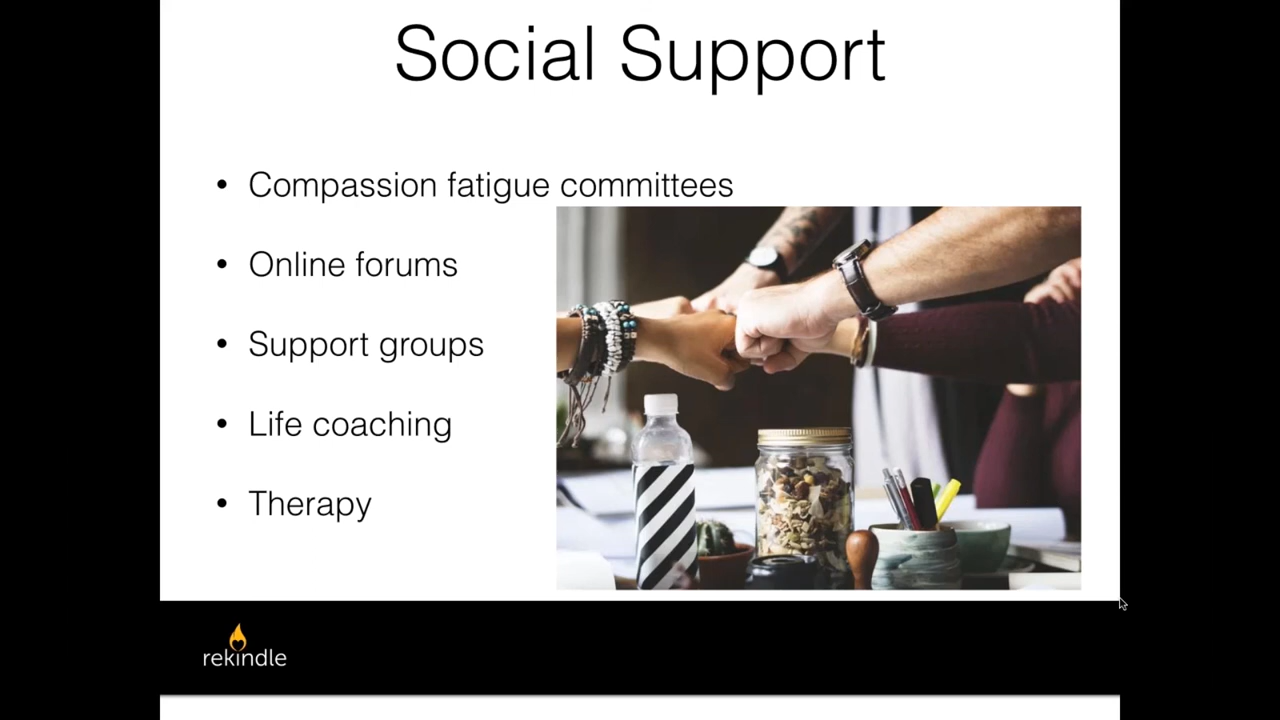 Social Support
• Compassion fatigue committees
• Online forums
• Support groups
• Life coaching
• Therapy
rekindle